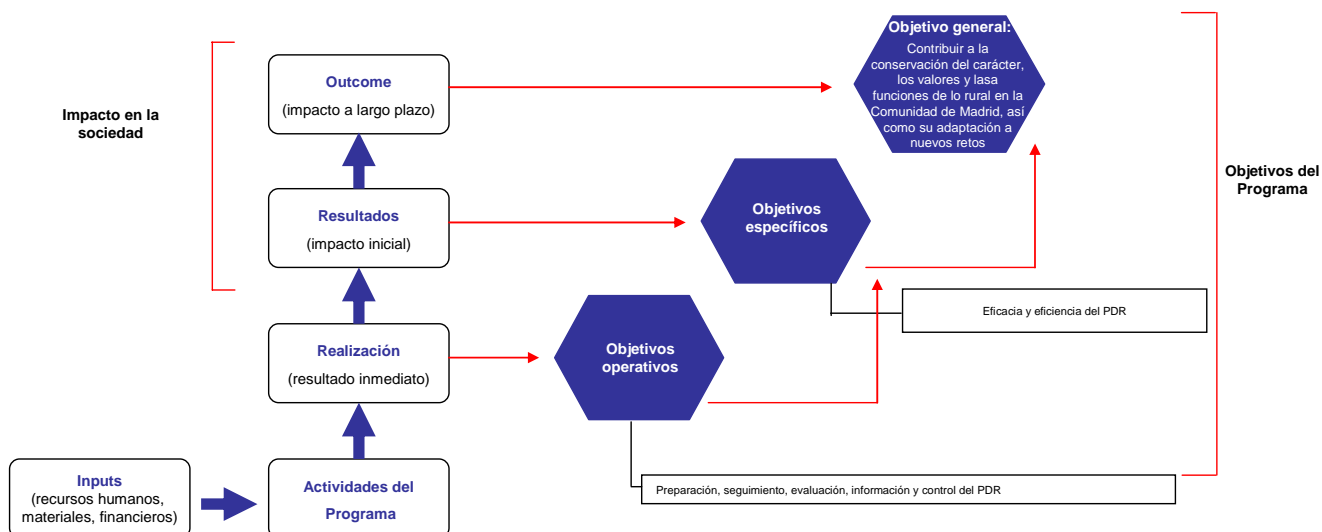 Objetivo general:
Contribuir a la
conservación del carácter,
los valores y lasa
funciones de lo rural en la
Comunidad de Madrid, así
como su adaptación a
nuevos retos
Outcome
(impacto a largo plazo)
Impacto en la
sociedad
Objetivos del
Programa
Resultados
(impacto inicial)
Objetivos
específicos
Eficacia y eficiencia del PDR
Realización
(resultado inmediato)
Objetivos
operativos
Inputs
(recursos humanos,
materiales, financieros)
Actividades del
Programa
Preparación, seguimiento, evaluación, información y control del PDR